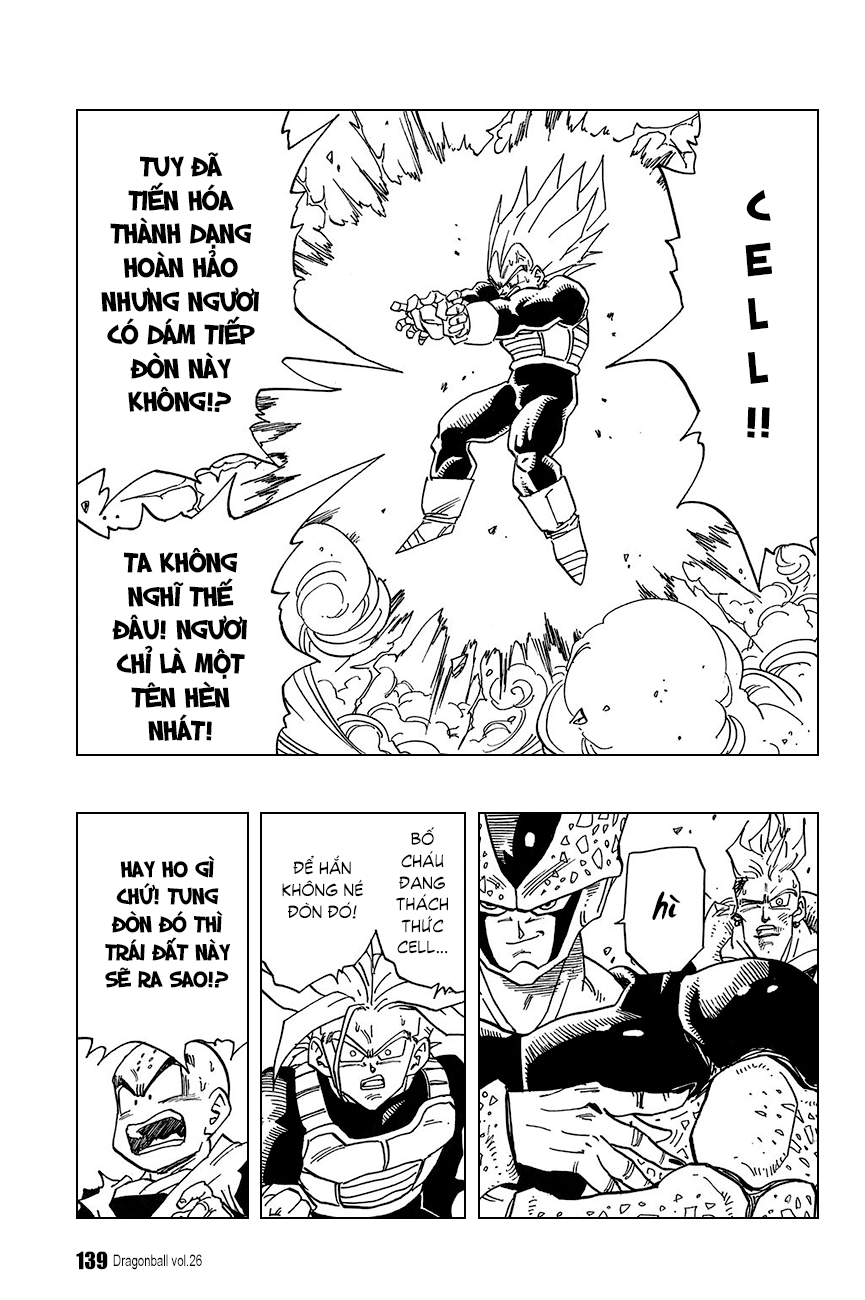 CELL!!
TUY ĐÃ
TIẾN HÓA
THÀNH DẠNG
HOÀN HẢO
NHƯNG NGƯƠI
CÓ DÁM TIẾP
ĐÒN NÀY
KHÔNG!?
TA KHÔNG
NGHĨ THẾ
ĐÂU! NGƯƠI
CHỈ LÀ MỘT
TÊN HÈN
NHÁT!
hì
BỐ
CHÁU
ĐANG
THÁCH
THỨC
CELL...
ĐỂ HẮN
KHÔNG NÉ
ĐÒN ĐÓ!
HAY HO GÌ
CHỨ! TUNG
ĐÒN ĐÓ THÌ
TRÁI ĐẤT NÀY
SẼ RA SAO!?
139 Dragonball vol.26